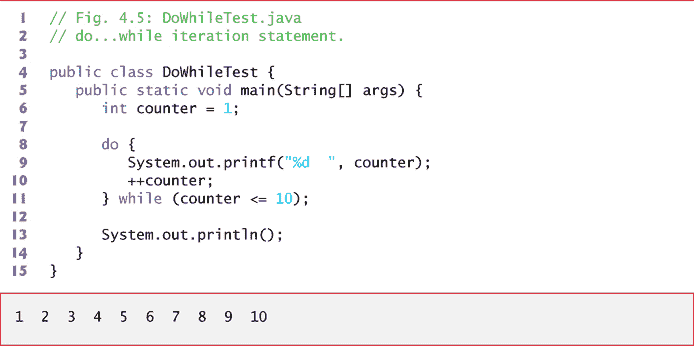 1 // Fig. 4.5: DoWhileTest.java
2 // do...while iteration statement.
3
4 public class DoWhileTest {
5    public static void main(String[] args) {
6       int counter = 1;
7
8       do {
9          System.out.printf("%d  ", counter);
10          ++counter;
11       } while (counter <= 10);
12
13       System.out.println();
14    }
15 }
1  2  3  4  5  6  7  8  9  10